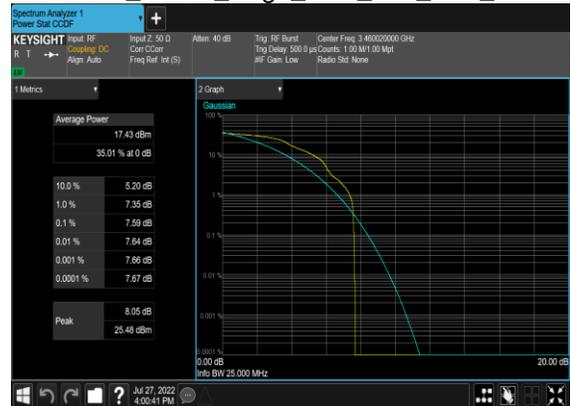 Spectrum Analyzer 1
Power Stat CCDF
+
KEYSIGHT
R T
Input: RF
Coupling: DC
Align: Auto
Input Z: 50 Ω
Corr CCorr
Freq Ref: Int (S)
Atten: 40 dB
Trig: RF Burst
Trig Delay: 500.0 µs
#IF Gain: Low
Center Freq: 3.460020000 GHz
Counts: 1.00 M/1.00 Mpt
Radio Std: None
1 Metrics
Average Power
17.43 dBm
35.01 % at 0 dB
10.0 % 5.20 dB
1.0 % 7.35 dB
0.1 % 7.59 dB
0.01 % 7.64 dB
0.001 % 7.66 dB
0.0001 % 7.67 dB
Peak
8.05 dB
25.48 dBm
2 Graph
Gaussian
100 %
10 %
1 %
0.1 %
0.01 %
0.001 %
0.0001 %
0.00 dB
20.00 dB
Info BW 25.000 MHz
?
Jul 27, 2022
4:00:41 PM